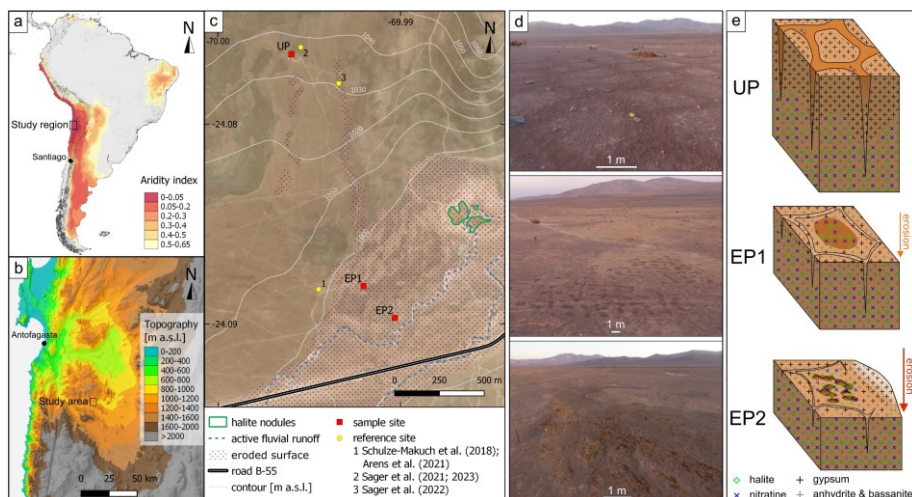 a
N
Study region
Santiago
Aridity index
0-0.05
0.05-0.2
0.2-0.3
0.3-0.4
0.4-0.5
0.5-0.65
b
N
Antofagasta
Topography
[m a.s.l.]
0-200
200-400
400-600
600-800
800-1000
1000-1200
1200-1400
1400-1600
1600-2000
>2000
Study area
0 25 50 km
c
-70.00
-69.99
N
UP
2
3
1040
1050
1030
1020
1010
-24.08
EP1
1
EP2
-24.09
0 250 500 m
halite nodules
active fluvial runoff
eroded surface
road B-55
contour [m a.s.l.]
sample site
reference site
1 Schulze-Makuch et al. (2018);
Arens et al. (2021)
2 Sager et al. (2021; 2023)
3 Sager et al. (2022)
d
1 m
1 m
1 m
e
UP
EP1
erosion
EP2
erosion
halite
gypsum
nitratine
anhydrite & bassanite